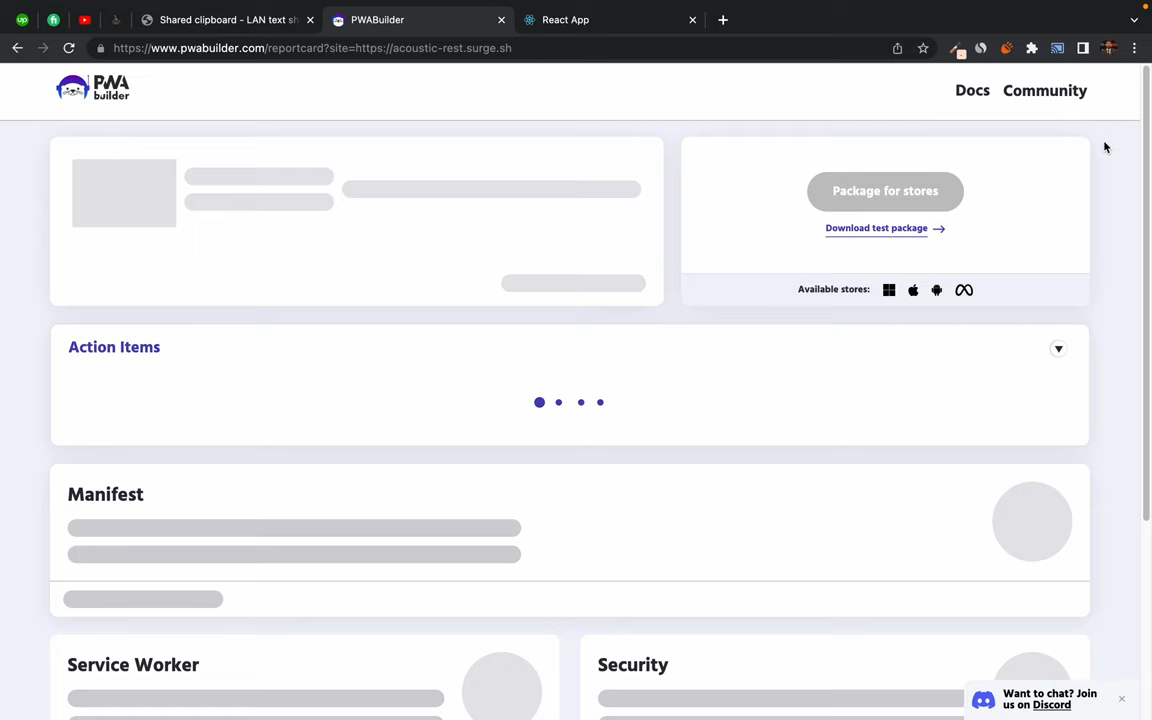 up
fi
Shared clipboard - LAN text sh
PWABuilder
React App
https://www.pwabuilder.com/reportcard?site=https://acoustic-rest.surge.sh
PWA
builder
Docs
Community
Package for stores
Download test package
Available stores:
Action Items
Manifest
Service Worker
Security
Want to chat? Join
us on Discord